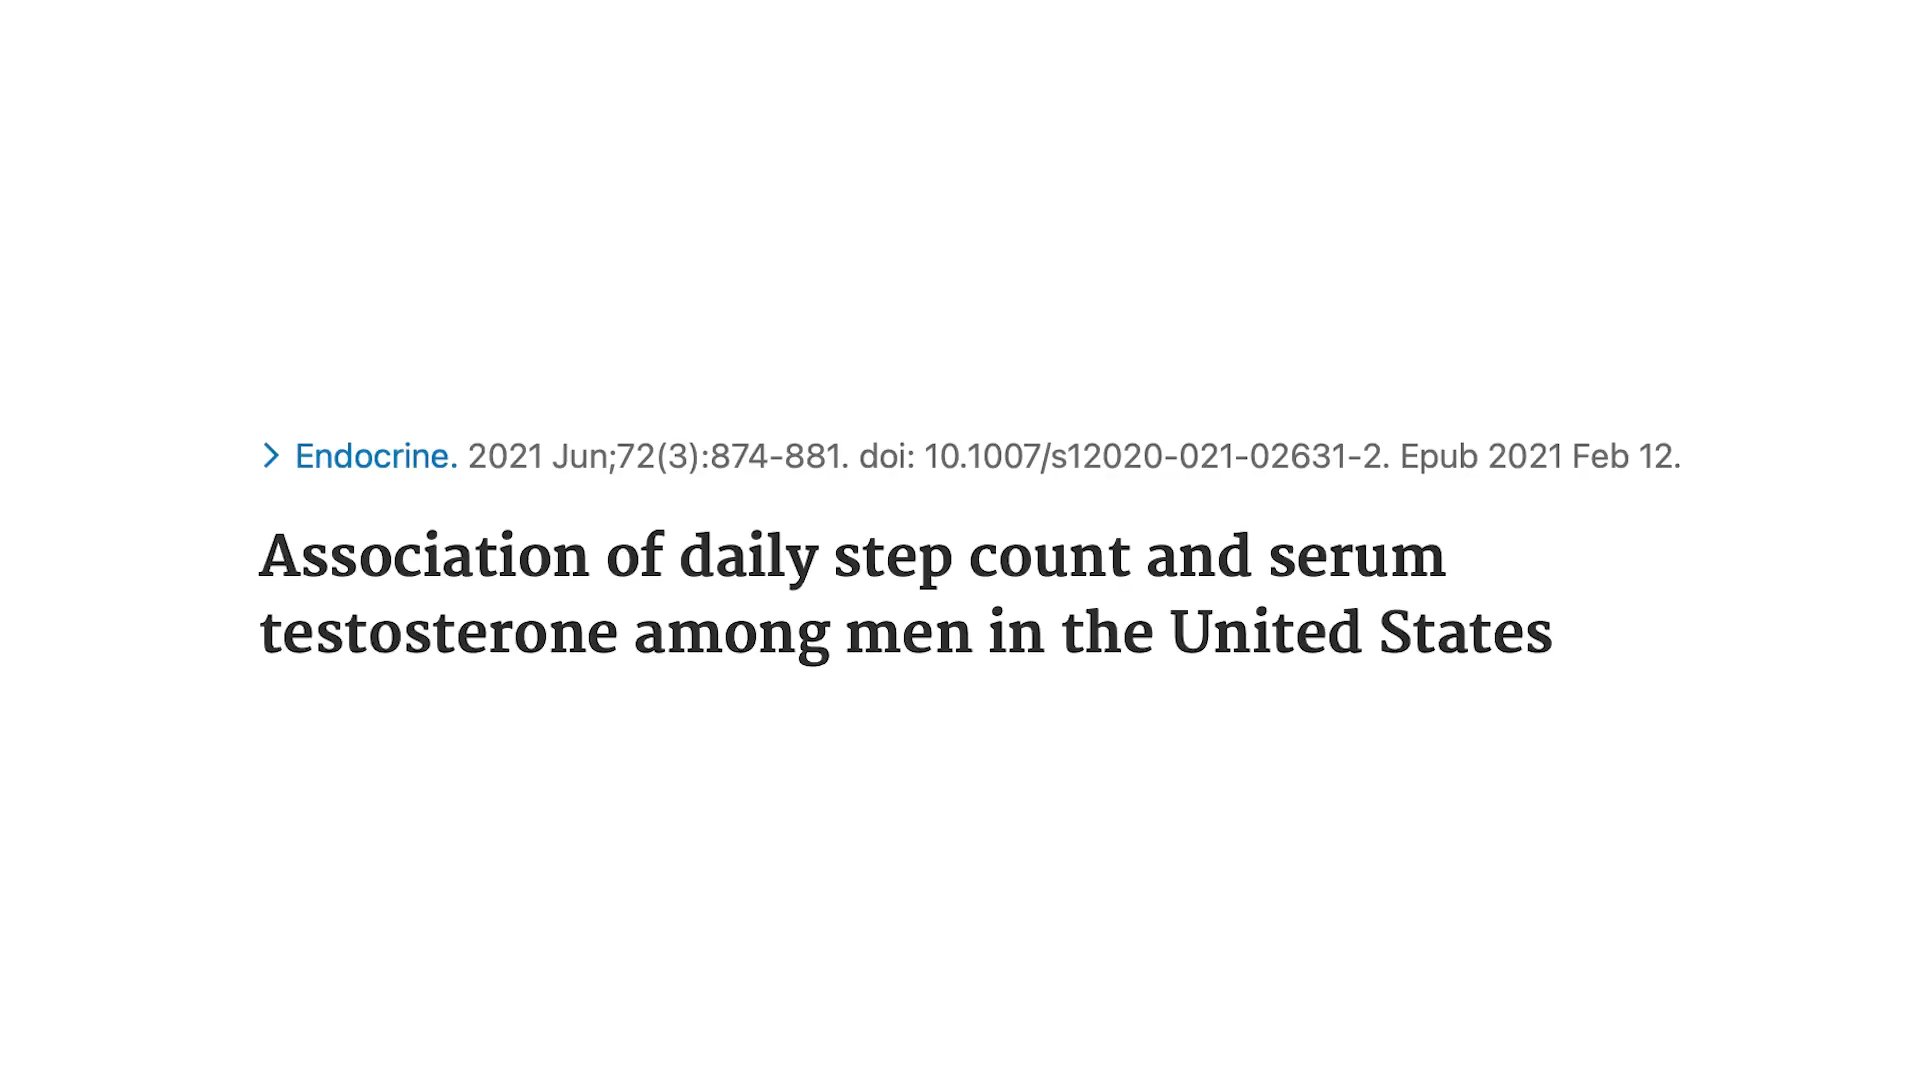 > Endocrine. 2021 Jun;72(3):874-881. doi: 10.1007/s12020-021-02631-2. Epub 2021 Feb 12.
Association of daily step count and serum
testosterone among men in the United States